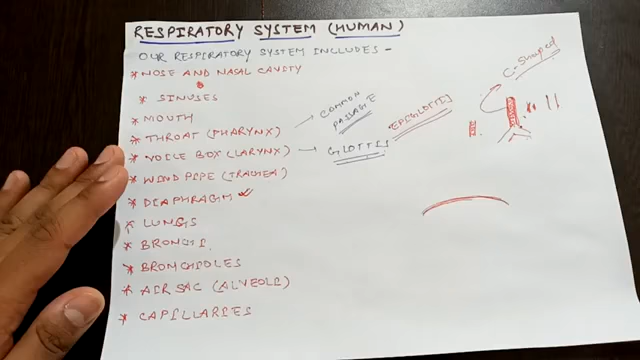 RESPIRATORY SYSTEM (HUMAN)
OUR RESPIRATORY SYSTEM INCLUDES -
* NOSE AND NASAL CAVITY
* SINUSES
* MOUTH
* THROAT (PHARYNX) → COMMON PASSAGE
* VOICE BOX (LARYNX) → GLOTTIS
EPIGLOTTIS
C-Shaped
* WIND PIPE (TRACHEA)
* DIAPHRAGM ✓
* LUNGS
* BRONCHI.
* BRONCHIOLES
* AIR SAC (ALVEOLI)
* CAPILLARIES